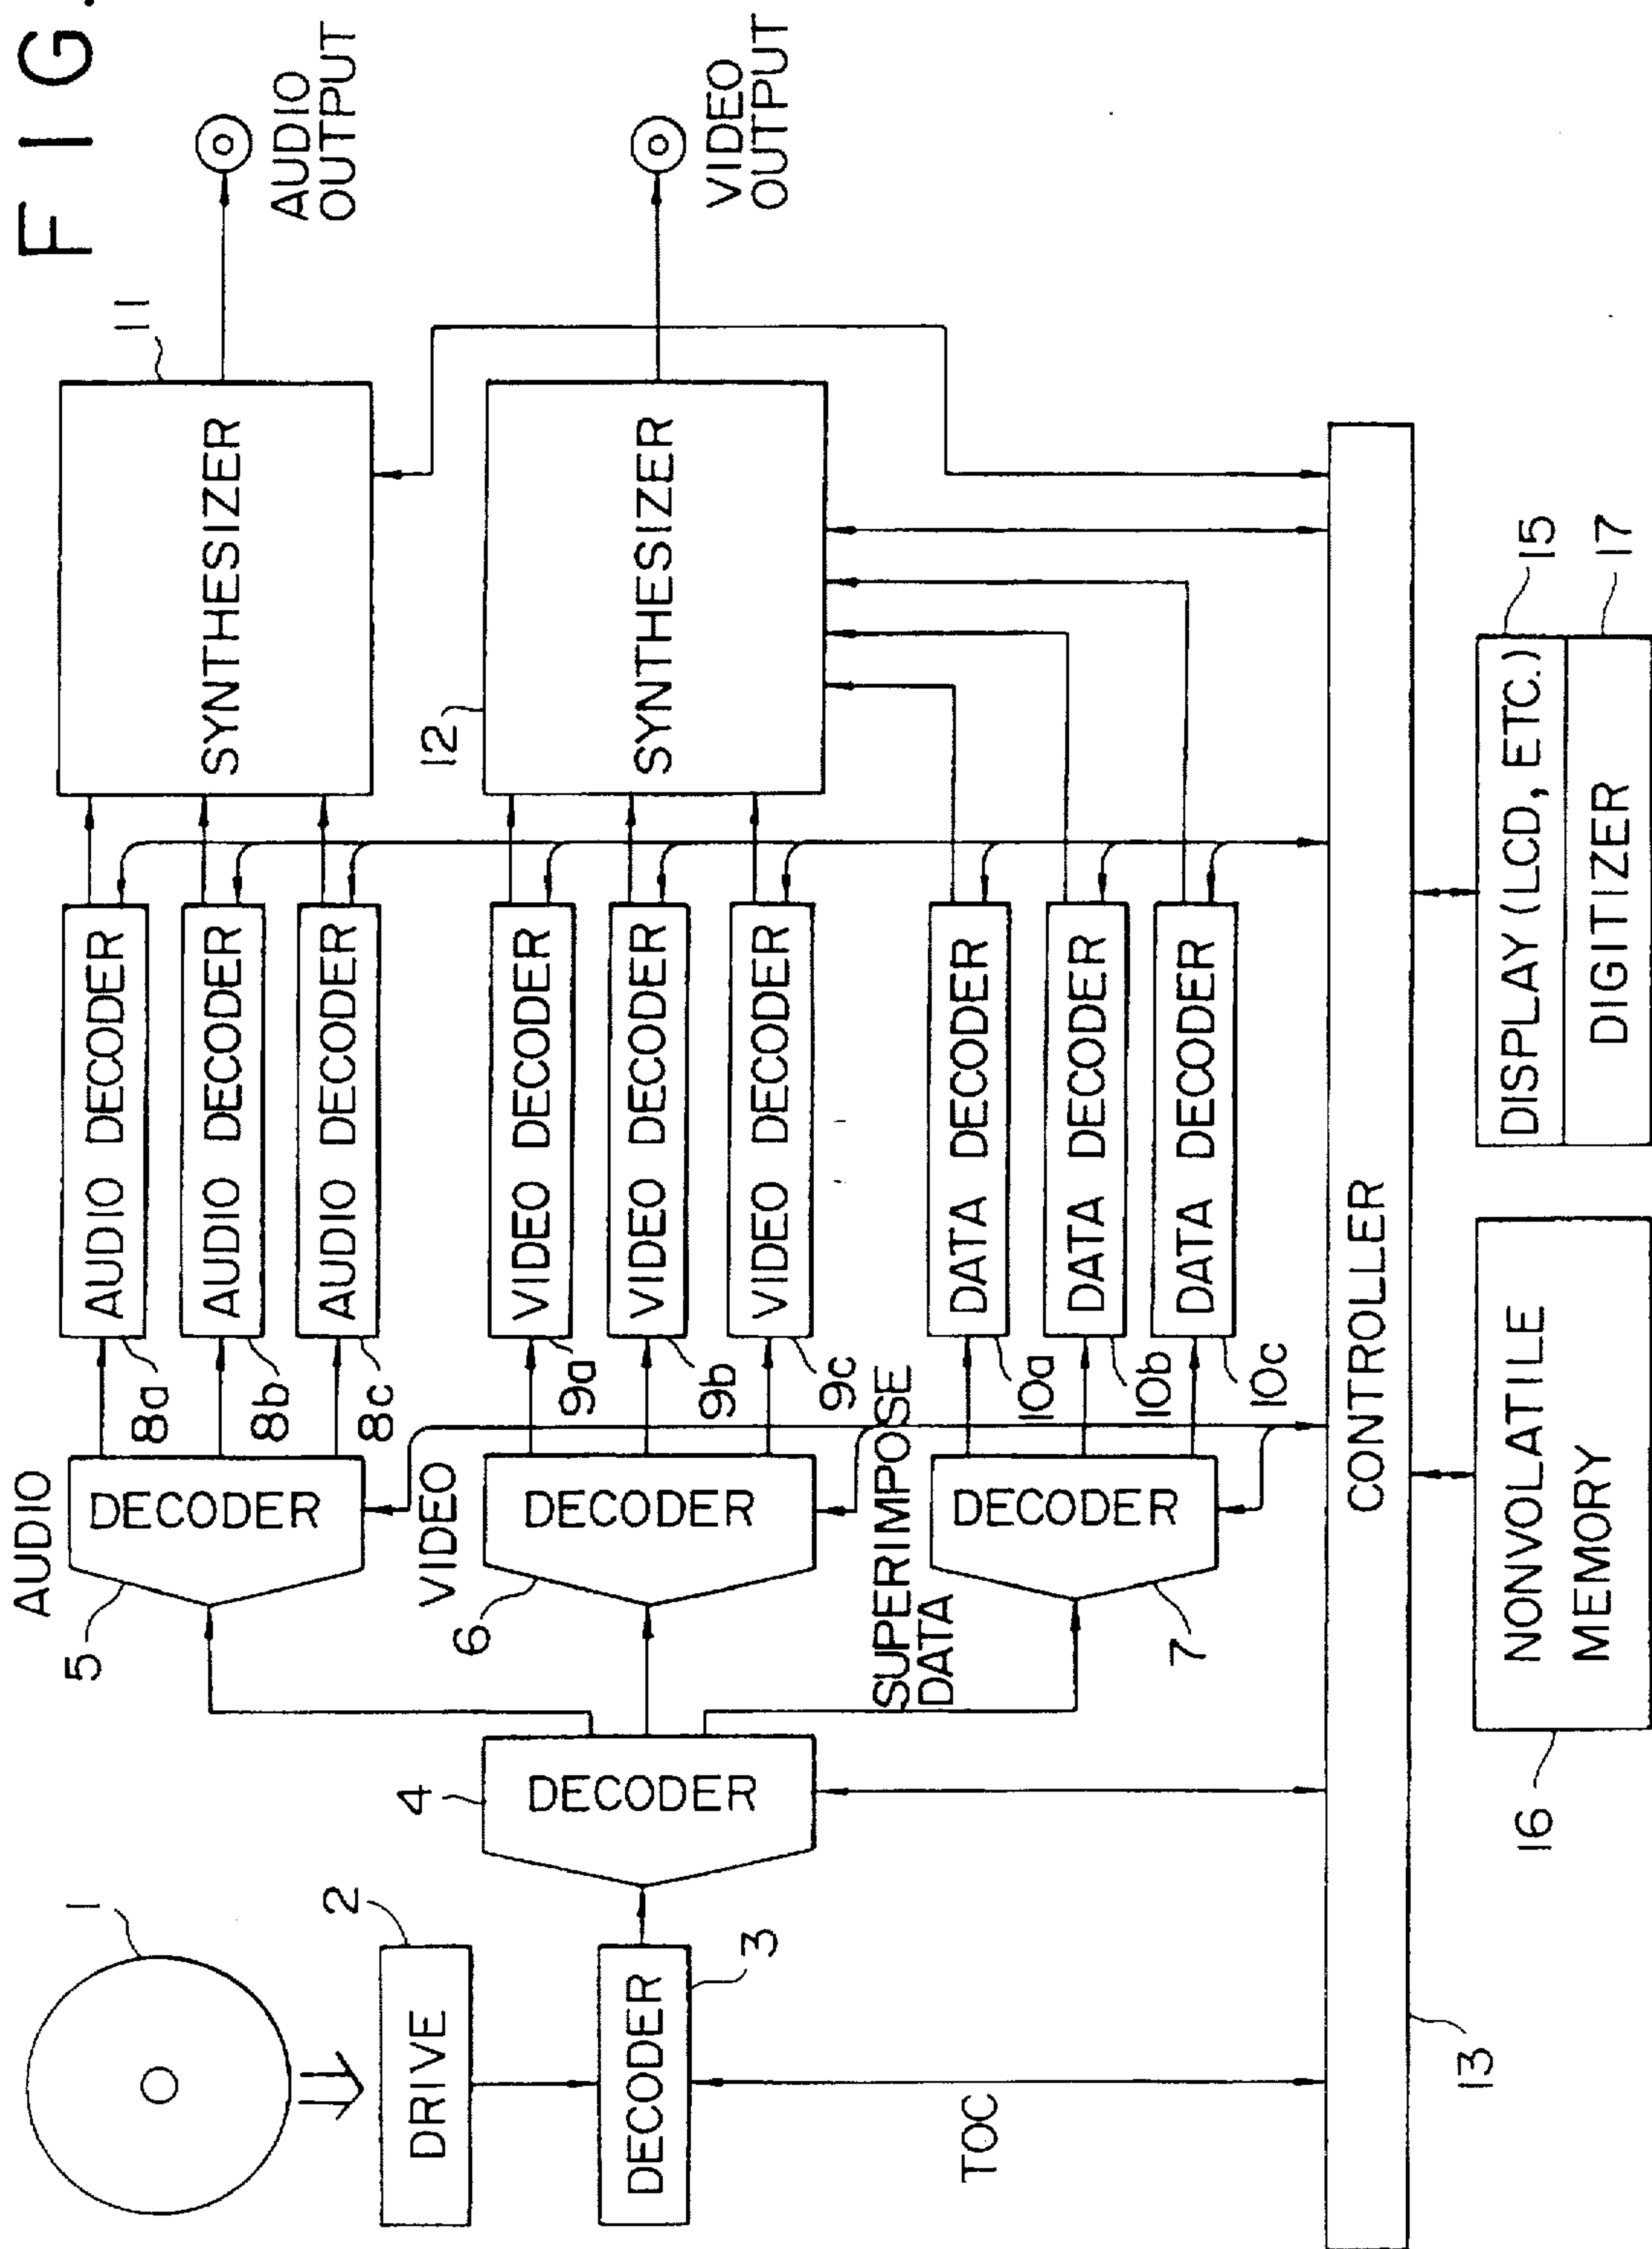 FIG.
1
2
DRIVE
DECODER
3
TOC
4
DECODER
AUDIO
5
DECODER
VIDEO
6
DECODER
SUPERIMPOSE
DATA
7
DECODER
8a
AUDIO DECODER
8b
AUDIO DECODER
8c
AUDIO DECODER
9a
VIDEO DECODER
9b
VIDEO DECODER
9c
VIDEO DECODER
10a
DATA DECODER
10b
DATA DECODER
10c
DATA DECODER
11
SYNTHESIZER
12
SYNTHESIZER
AUDIO
OUTPUT
VIDEO
OUTPUT
CONTROLLER
13
16
NONVOLATILE
MEMORY
DISPLAY (LCD, ETC.)
15
DIGITIZER
17